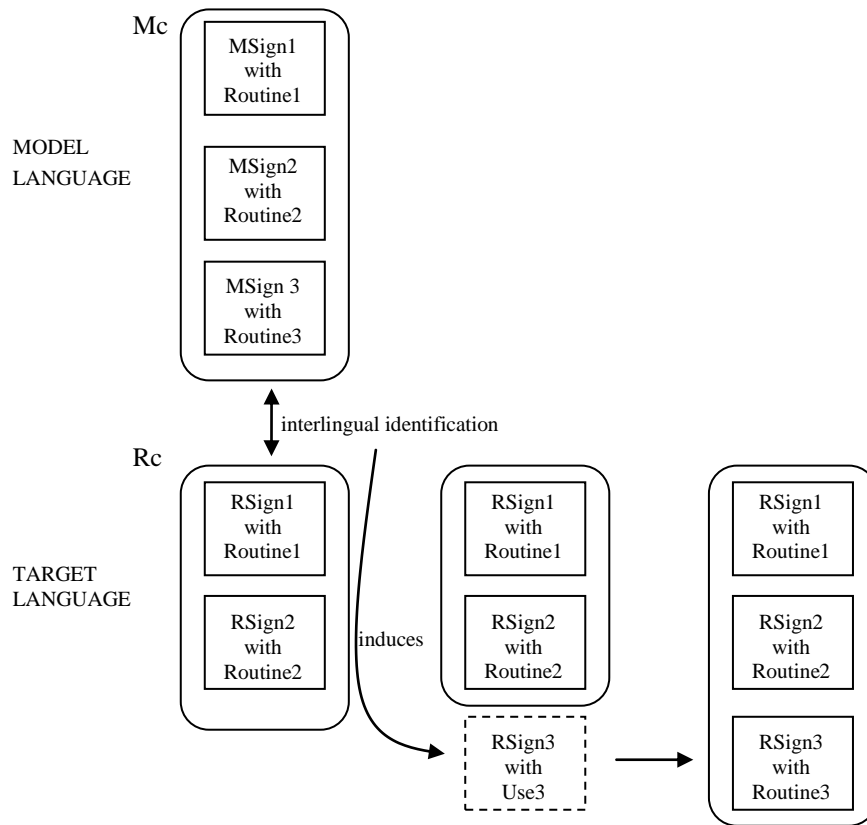 Mc
MSign1
with
Routine1
MODEL
LANGUAGE
MSign2
with
Routine2
MSign 3
with
Routine3
interlingual identification
Rc
RSign1
with
Routine1
RSign1
with
Routine1
RSign1
with
Routine1
TARGET
LANGUAGE
RSign2
with
Routine2
induces
RSign2
with
Routine2
RSign2
with
Routine2
RSign3
with
Use3
RSign3
with
Routine3